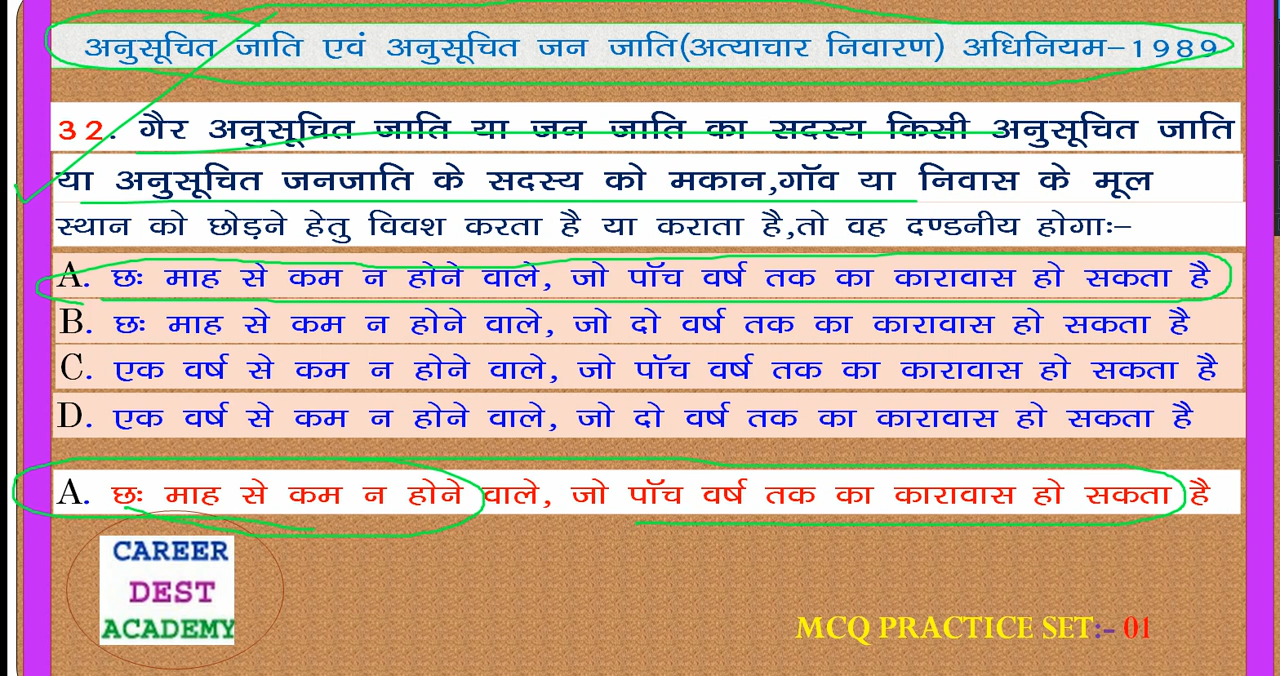 अनुसूचित जाति एवं अनुसूचित जन जाति(अत्याचार निवारण) अधिनियम–1989
32. गैर अनुसूचित जाति या जन जाति का सदस्य किसी अनुसूचित जाति
या अनुसूचित जनजाति के सदस्य को मकान,गॉव या निवास के मूल
स्थान को छोड़ने हेतु विवश करता है या कराता है,तो वह दण्डनीय होगाः–
A. छः माह से कम न होने वाले, जो पॉच वर्ष तक का कारावास हो सकता है
B. छः माह से कम न होने वाले, जो दो वर्ष तक का कारावास हो सकता है
C. एक वर्ष से कम न होने वाले, जो पॉच वर्ष तक का कारावास हो सकता है
D. एक वर्ष से कम न होने वाले, जो दो वर्ष तक का कारावास हो सकता है
A. छः माह से कम न होने वाले, जो पॉच वर्ष तक का कारावास हो सकता है
CAREER
DEST
ACADEMY
MCQ PRACTICE SET:- 01